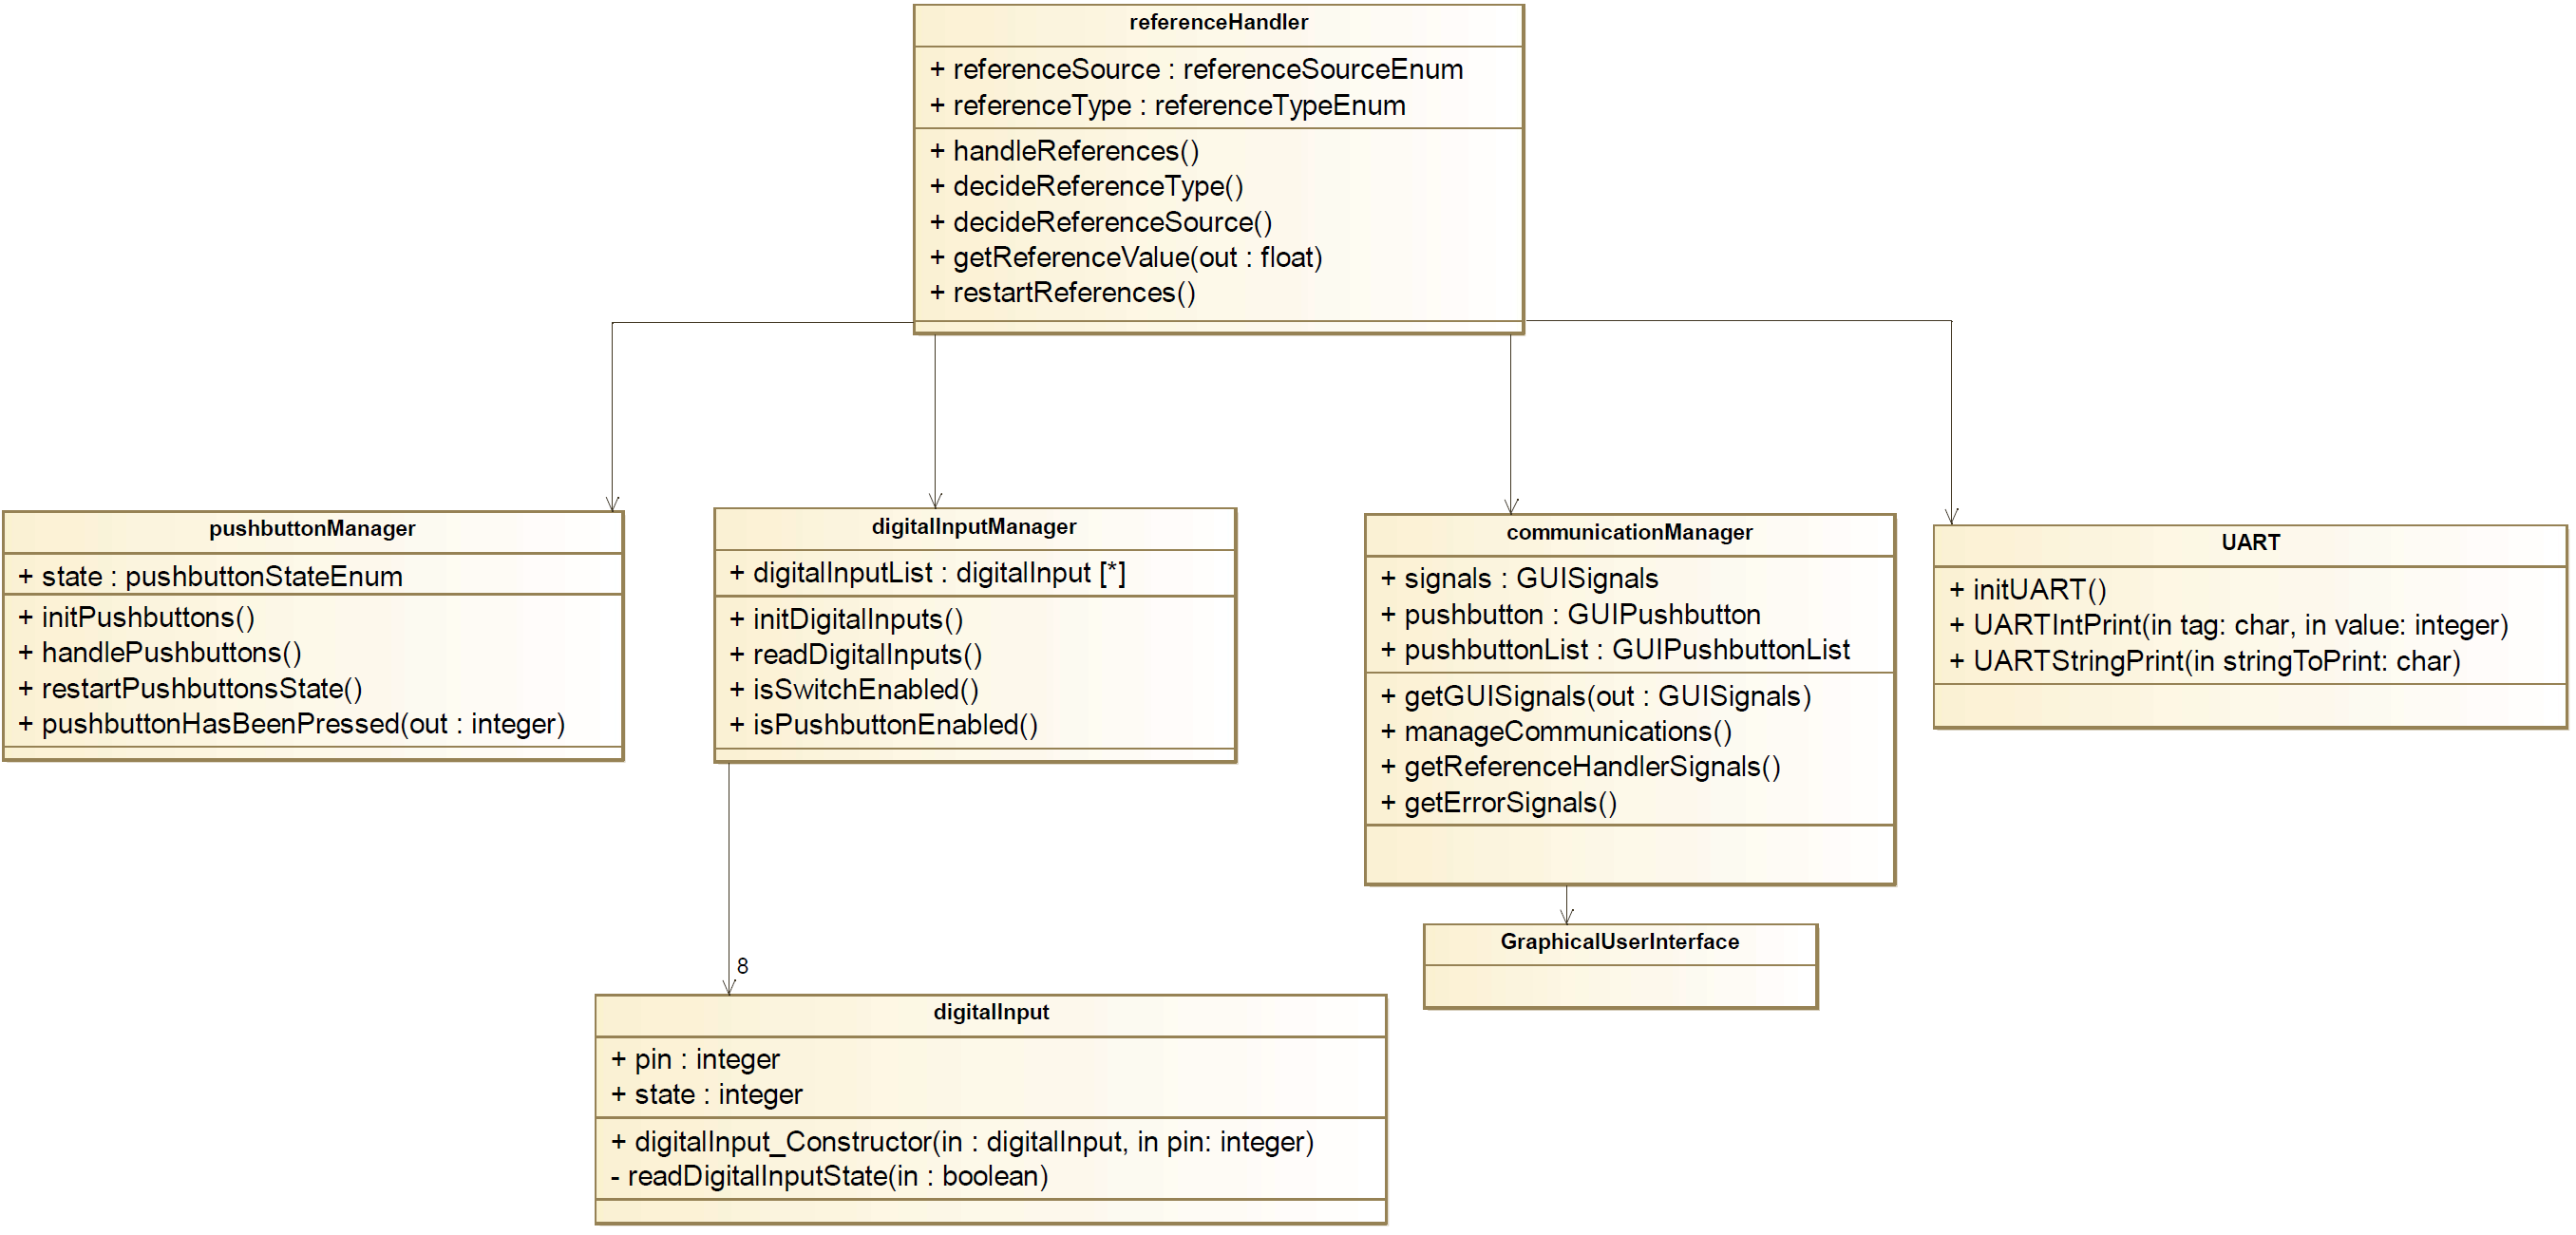 referenceHandler
+ referenceSource : referenceSourceEnum
+ referenceType : referenceTypeEnum
+ handleReferences()
+ decideReferenceType()
+ decideReferenceSource()
+ getReferenceValue(out : float)
+ restartReferences()
pushbuttonManager
+ state : pushbuttonStateEnum
+ initPushbuttons()
+ handlePushbuttons()
+ restartPushbuttonsState()
+ pushbuttonHasBeenPressed(out : integer)
digitalInputManager
+ digitalInputList : digitalInput [*]
+ initDigitalInputs()
+ readDigitalInputs()
+ isSwitchEnabled()
+ isPushbuttonEnabled()
communicationManager
+ signals : GUISignals
+ pushbutton : GUIPushbutton
+ pushbuttonList : GUIPushbuttonList
+ getGUISignals(out : GUISignals)
+ manageCommunications()
+ getReferenceHandlerSignals()
+ getErrorSignals()
UART
+ initUART()
+ UARTIntPrint(in tag: char, in value: integer)
+ UARTStringPrint(in stringToPrint: char)
GraphicalUserInterface
8
digitalInput
+ pin : integer
+ state : integer
+ digitalInput_Constructor(in : digitalInput, in pin: integer)
- readDigitalInputState(in : boolean)